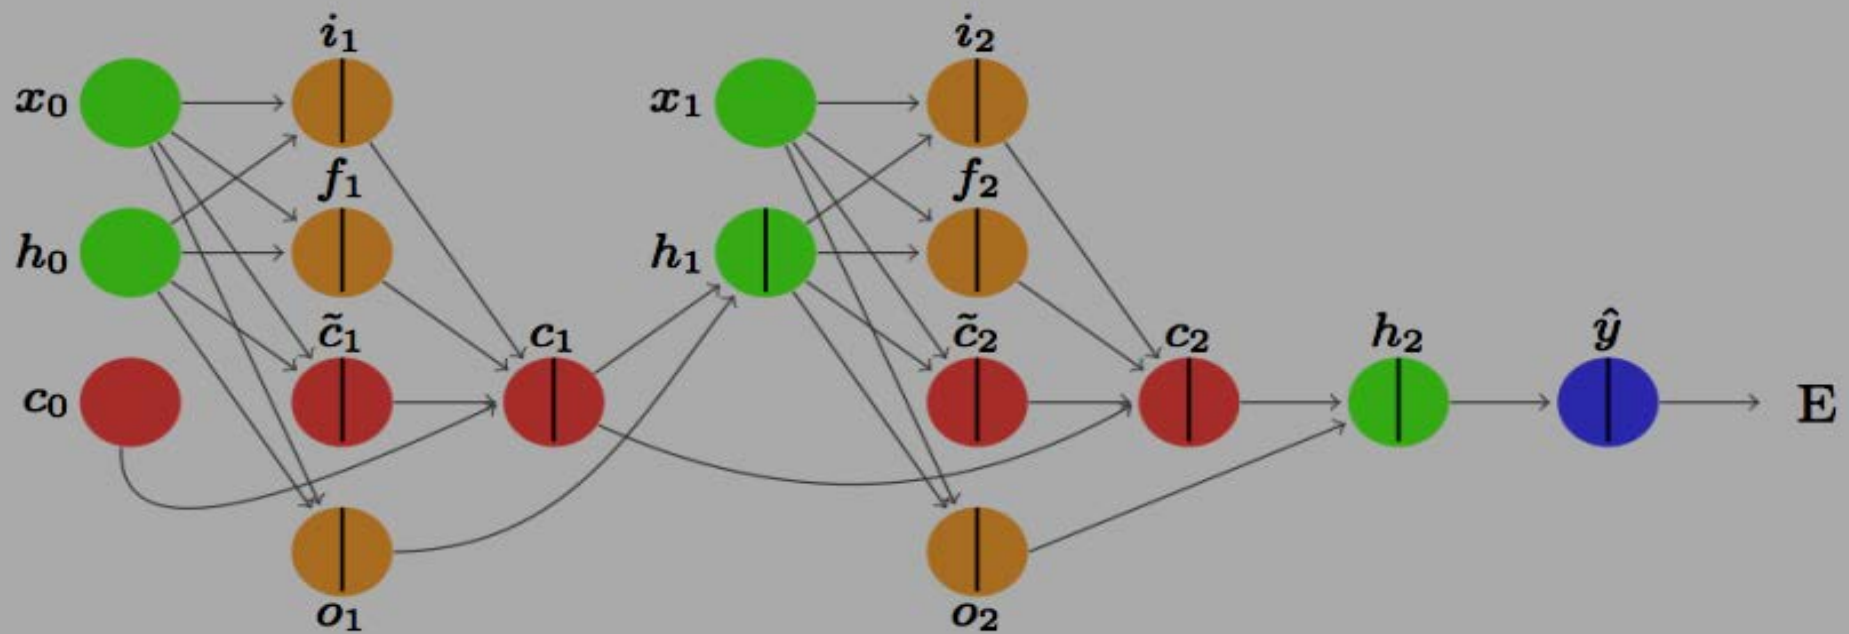 i₁ i₂
x₀ x₁
f₁ f₂
h₀ h₁
c̃₁ c₁ c̃₂ c₂ h₂ ŷ
c₀ E
o₁ o₂